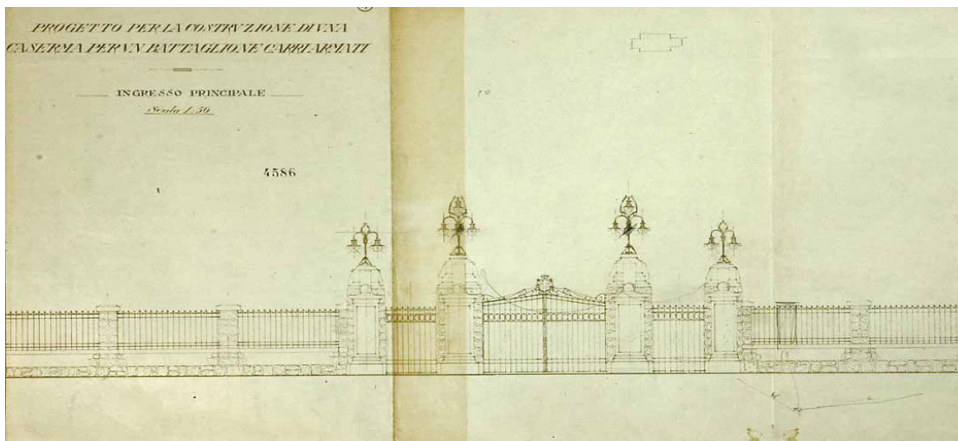 PROGETTO PER LA COSTRVZIONE DI VNA
CASERMA PER VN BATTAGLIONE CARRI ARMATI
INGRESSO PRINCIPALE
Scala 1:50
4586